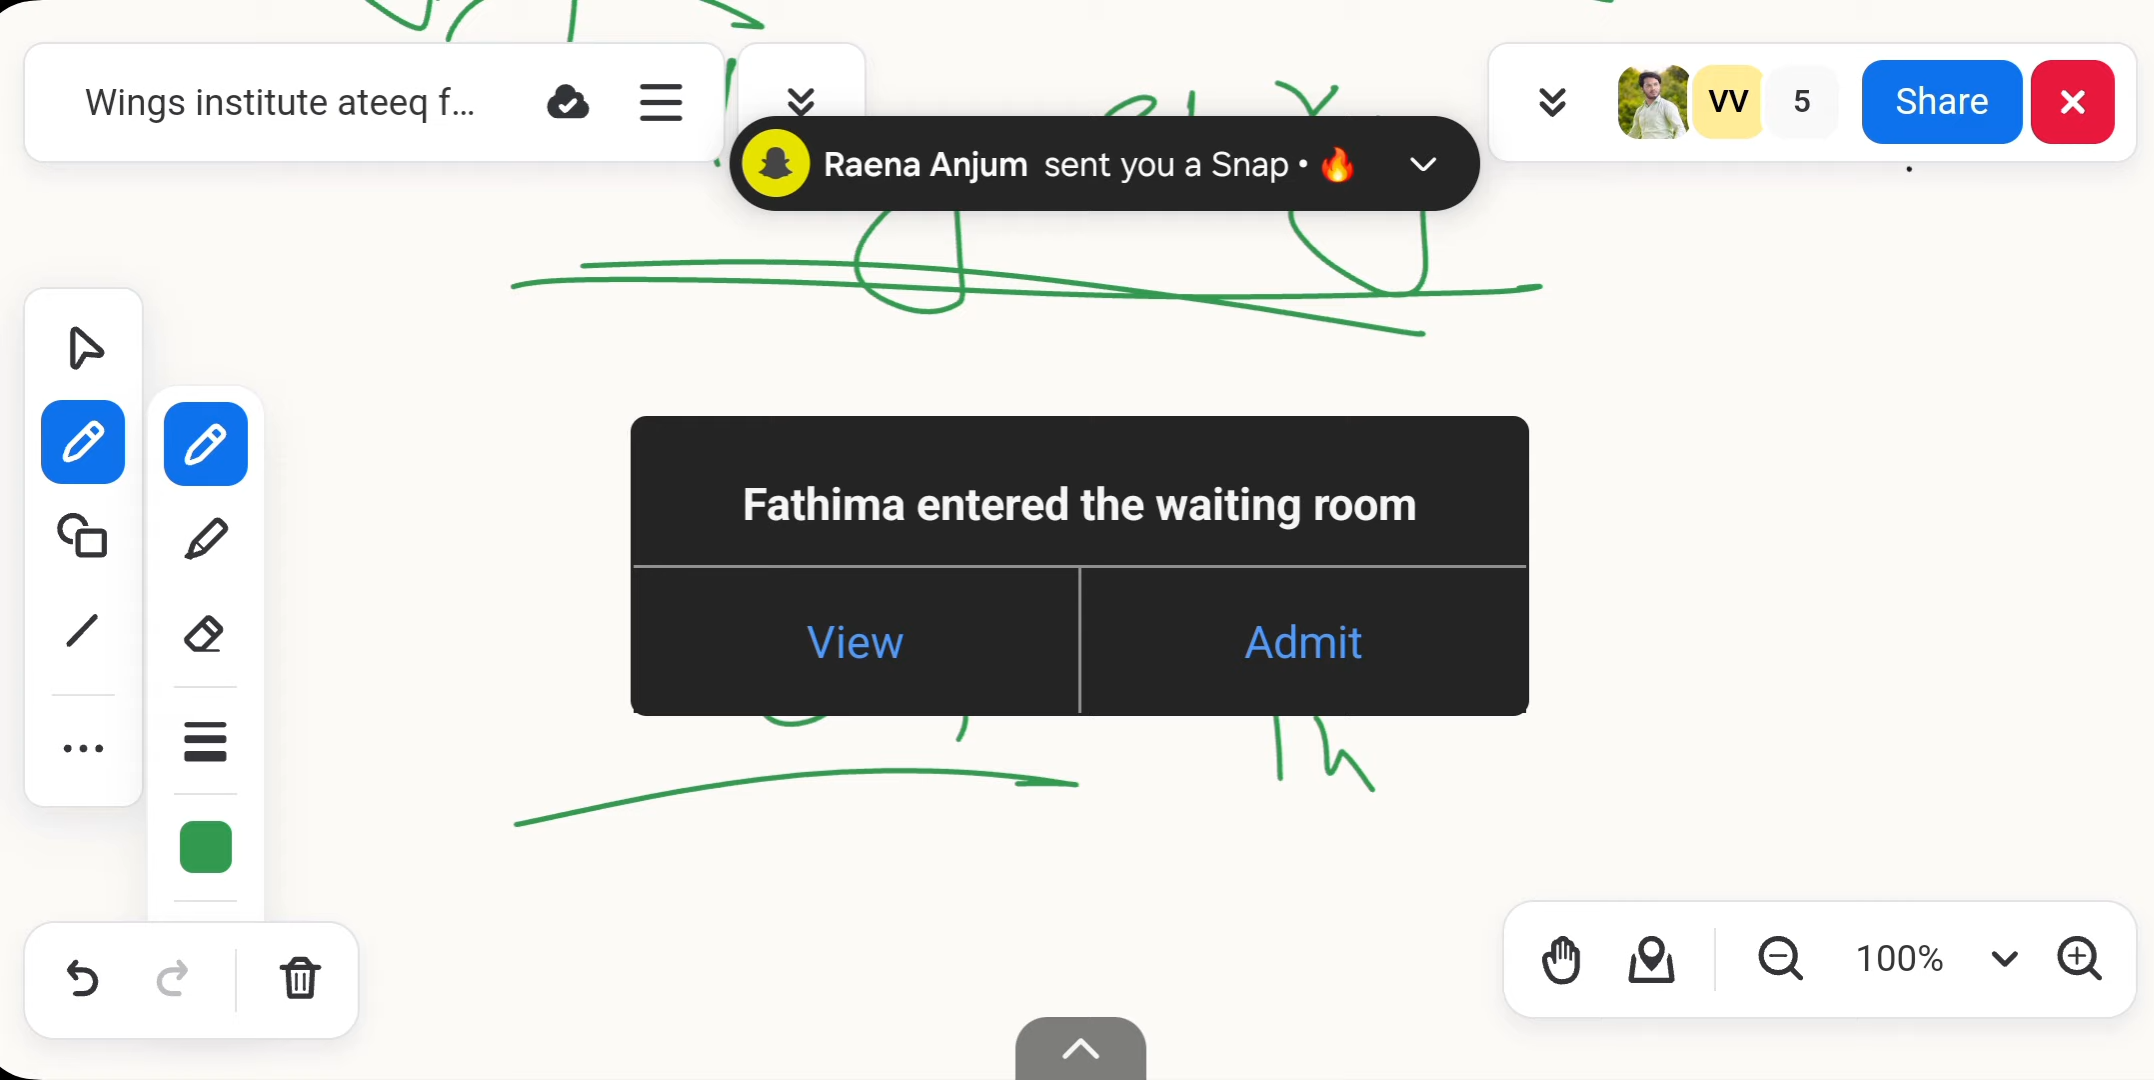 Wings institute ateeq f...
VV
5
Share
Raena Anjum sent you a Snap • 🔥
Fathima entered the waiting room
View
Admit
100%